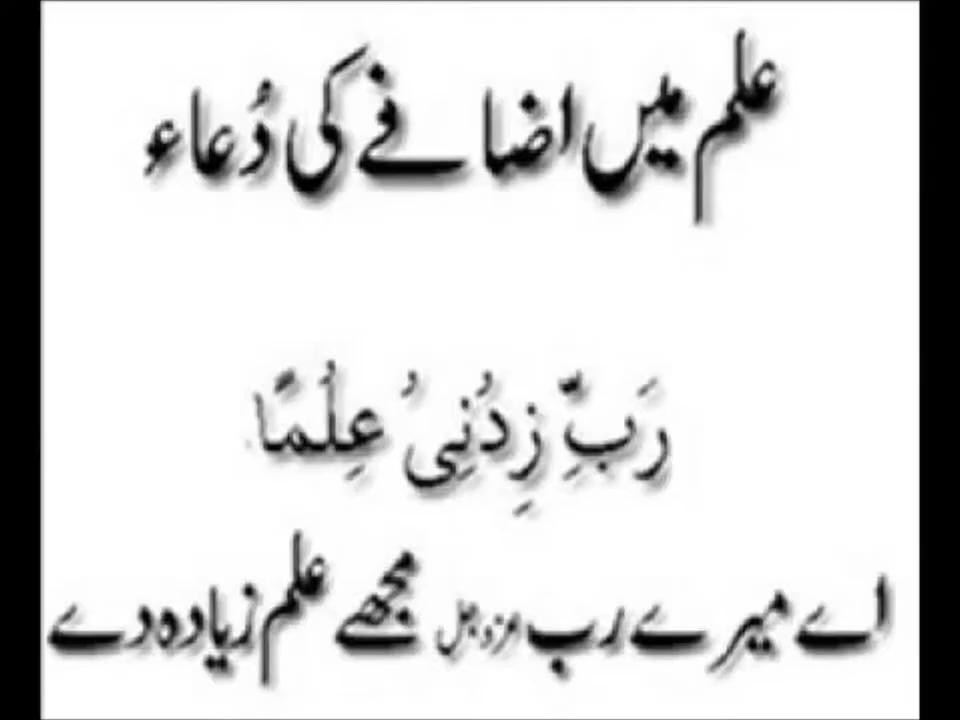 علم میں اضافے کی دُعاء
رَبِّ زِدْنِیْ عِلْمًا
اے میرے رب عزوجل مجھے علم زیادہ دے